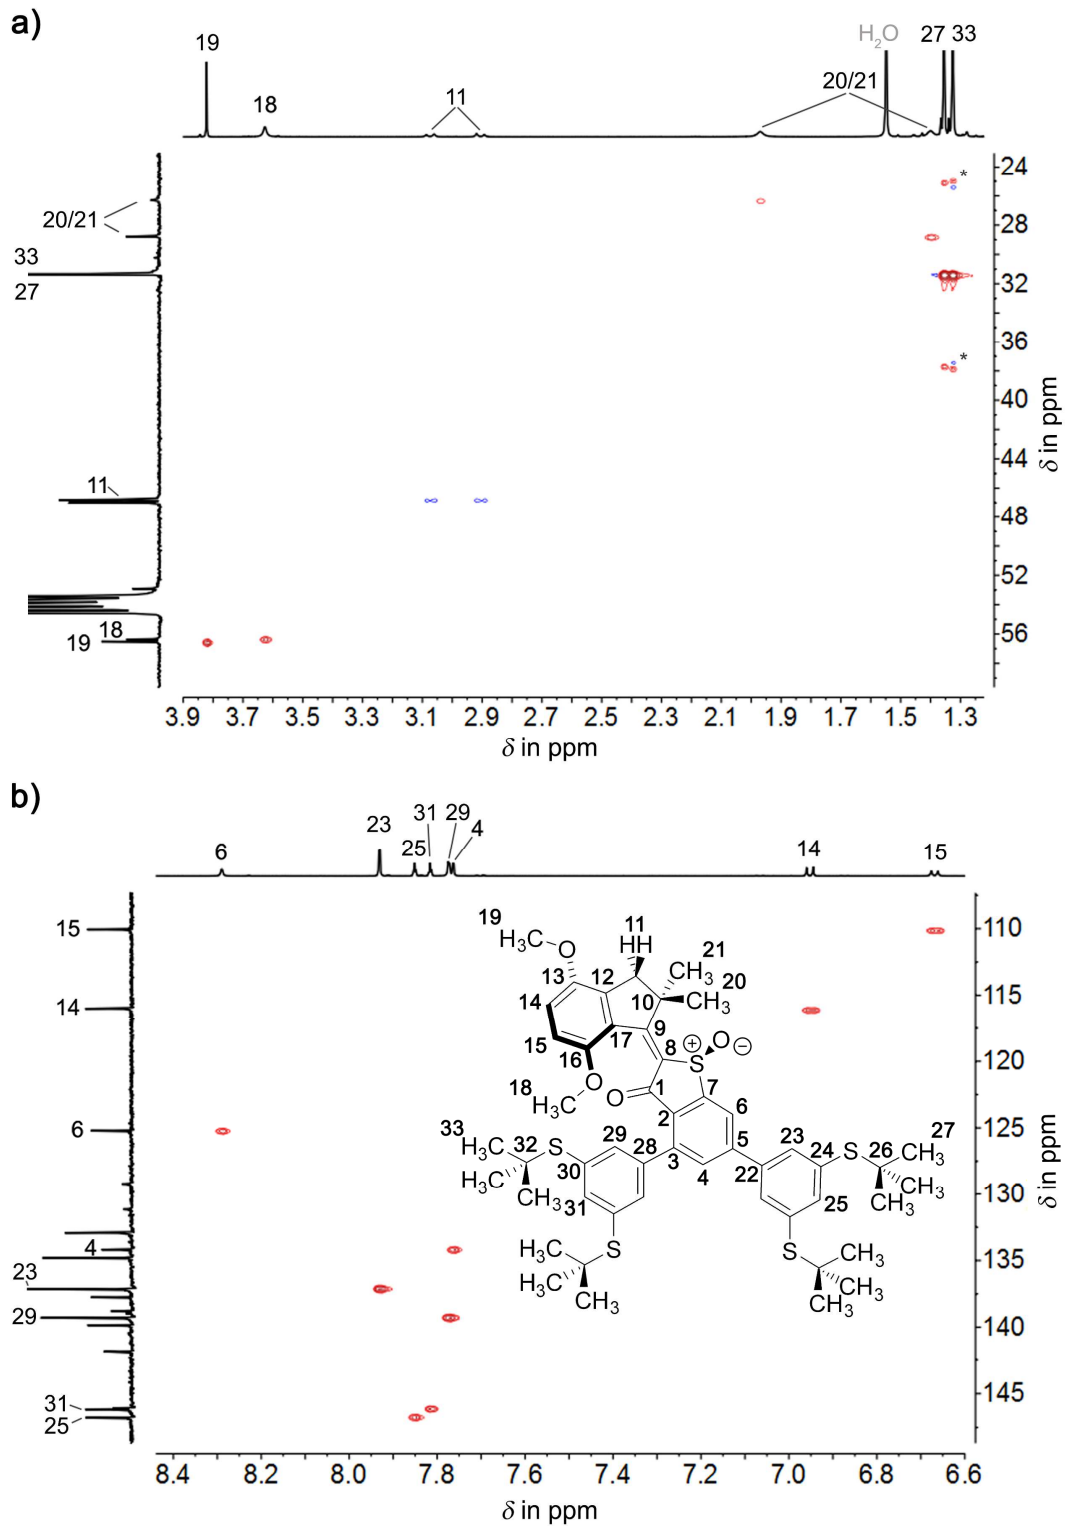 a)
19
18
11
20/21
H2O
27 33
20/21
33
27
11
18
19
*
*
24
28
32
36
40
44
48
52
56
δ in ppm
3.9 3.7 3.5 3.3 3.1 2.9 2.7 2.5 2.3 2.1 1.9 1.7 1.5 1.3
δ in ppm
b)
6
23
25
31
29
4
14
15
15
14
6
4
23
29
31
25
19
H3C
O
11
HH
21
CH3
20
CH3
13
12
10
14
9
15
17
16
8
S
+
O
−
18
H3C
O
O
1
7
2
6
5
3
4
33
H3C
32
S
H3C
CH3
29
28
30
31
23
22
24
S
26
27
CH3
CH3
CH3
25
H3C
S
H3C
CH3
S
CH3
CH3
CH3
110
115
120
125
130
135
140
145
δ in ppm
8.4 8.2 8.0 7.8 7.6 7.4 7.2 7.0 6.8 6.6
δ in ppm